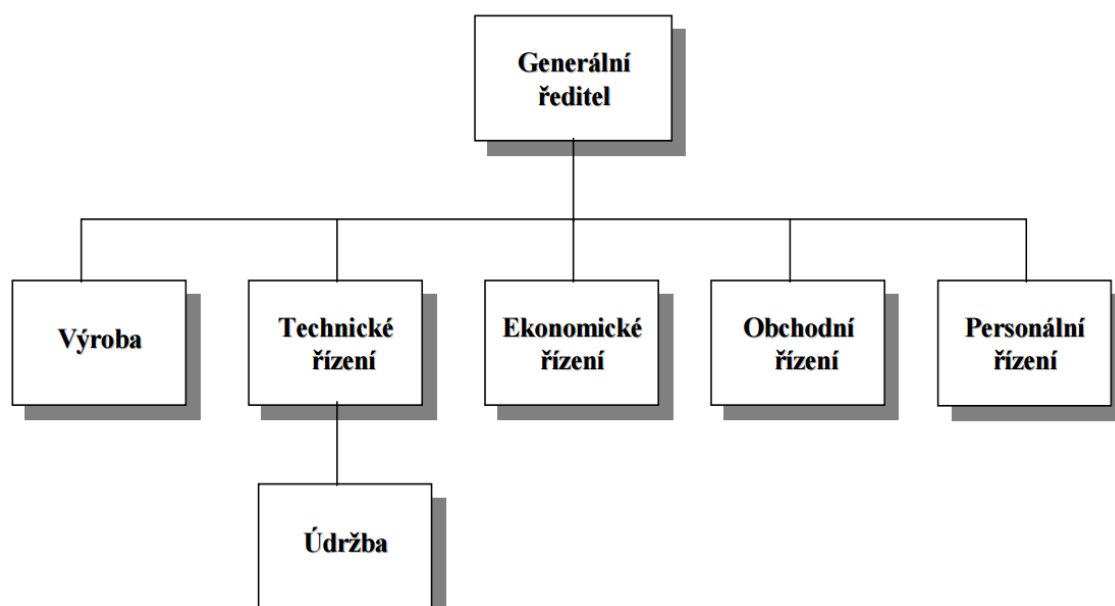 Generální
ředitel
Výroba
Technické
řízení
Ekonomické
řízení
Obchodní
řízení
Personální
řízení
Údržba